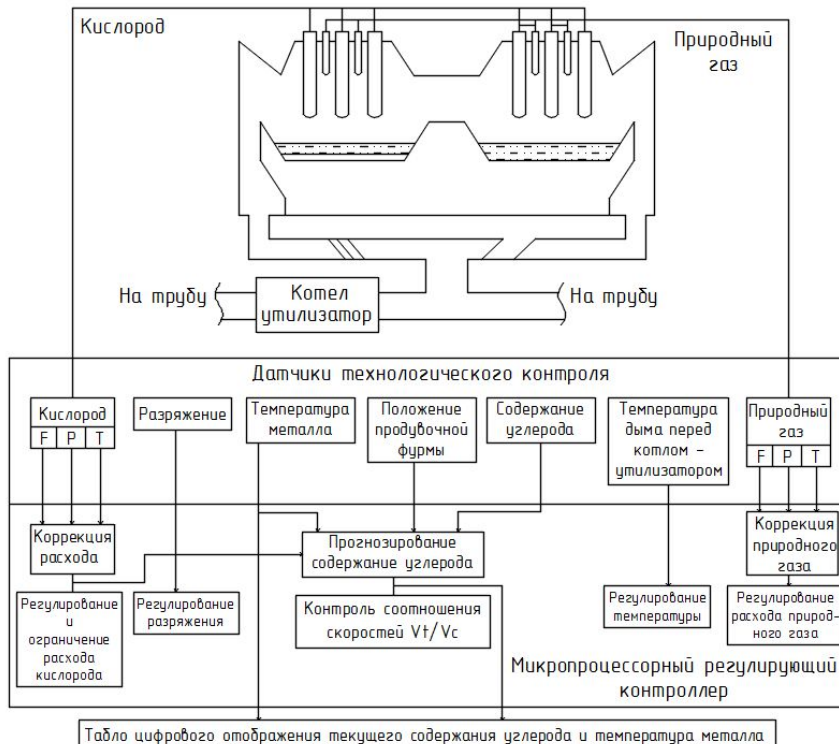 Кислород
Природный
газ
На трубу
Котел
утилизатор
На трубу
Датчики технологического контроля
Кислород
F P T
Разряжение
Температура
металла
Положение
продувочной
фурмы
Содержание
углерода
Температура
дыма перед
котлом -
утилизатором
Природный
газ
F P T
Коррекция
расхода
Прогнозирование
содержание углерода
Коррекция
природного
газа
Регулирование
и
ограничение
расхода
кислорода
Регулирование
разряжения
Контроль соотношения
скоростей Vt/Vc
Регулирование
температуры
Регулирование
расхода природ-
ного газа
Микропроцессорный регулирующий
контроллер
Табло цифрового отображения текущего содержания углерода и температура металла